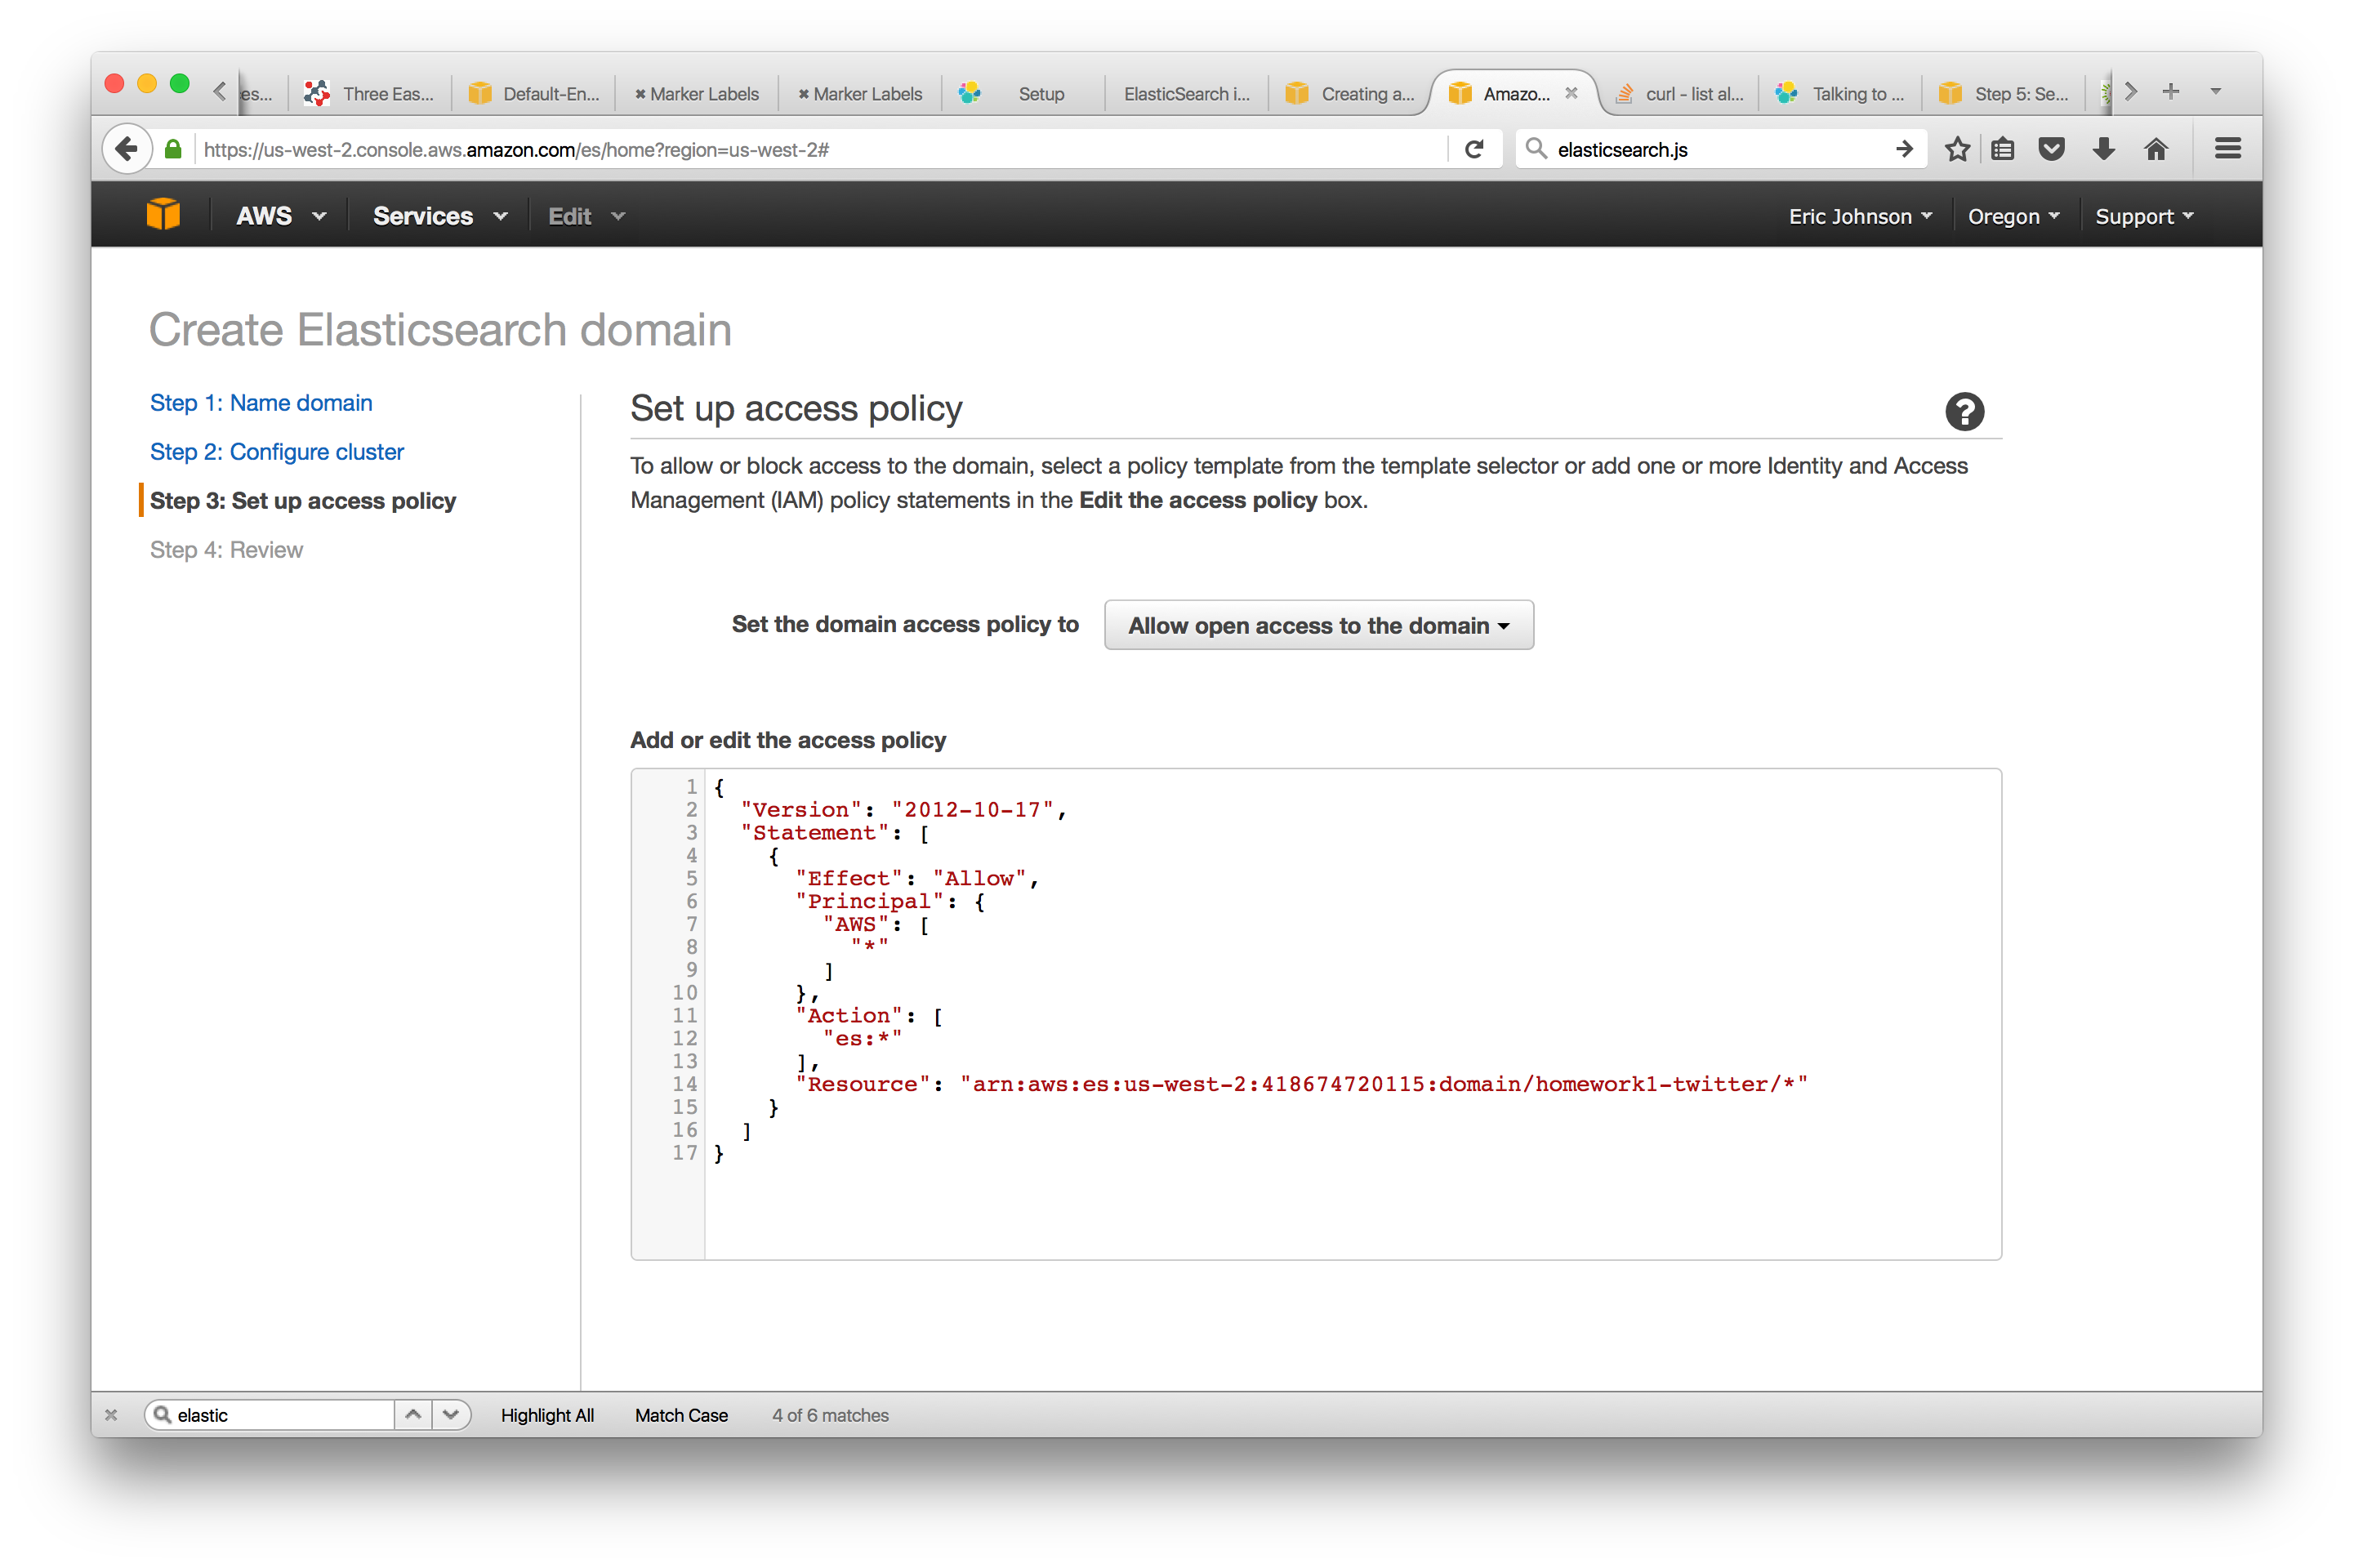 es... Three Eas... Default-En... × Marker Labels × Marker Labels Setup ElasticSearch i... Creating a... Amazo... curl - list al... Talking to ... Step 5: Se...
https://us-west-2.console.aws.amazon.com/es/home?region=us-west-2# elasticsearch.js
AWS Services Edit Eric Johnson Oregon Support
Create Elasticsearch domain
Step 1: Name domain
Step 2: Configure cluster
Step 3: Set up access policy
Step 4: Review
Set up access policy
To allow or block access to the domain, select a policy template from the template selector or add one or more Identity and Access
Management (IAM) policy statements in the Edit the access policy box.
Set the domain access policy to Allow open access to the domain
Add or edit the access policy
1 {
2 "Version": "2012-10-17",
3 "Statement": [
4 {
5 "Effect": "Allow",
6 "Principal": {
7 "AWS": [
8 "*"
9 ]
10 },
11 "Action": [
12 "es:*"
13 ],
14 "Resource": "arn:aws:es:us-west-2:418674720115:domain/homework1-twitter/*"
15 }
16 ]
17 }
elastic Highlight All Match Case 4 of 6 matches